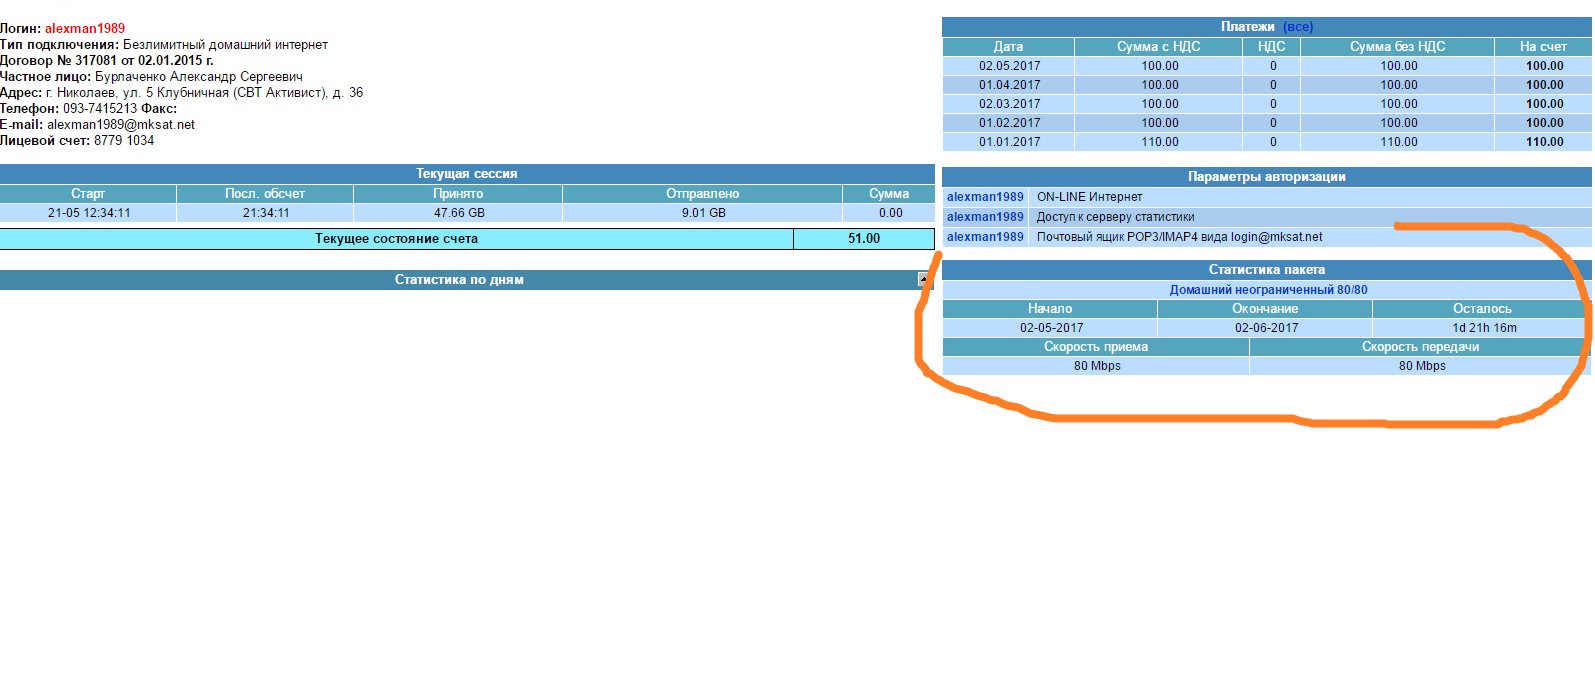 Логин: alexman1989
Тип подключения: Безлимитный домашний интернет
Договор № 317081 от 02.01.2015 г.
Частное лицо: Бурлаченко Александр Сергеевич
Адрес: г. Николаев, ул. 5 Клубничная (СВТ Активист), д. 36
Телефон: 093-7415213 Факс:
E-mail: alexman1989@mksat.net
Лицевой счет: 8779 1034
Текущая сессия
Старт Посл. обсчет Принято Отправлено Сумма
21-05 12:34:11 21:34:11 47.66 GB 9.01 GB 0.00
Текущее состояние счета 51.00
Статистика по дням
Платежи (все)
Дата Сумма с НДС НДС Сумма без НДС На счет
02.05.2017 100.00 0 100.00 100.00
01.04.2017 100.00 0 100.00 100.00
02.03.2017 100.00 0 100.00 100.00
01.02.2017 100.00 0 100.00 100.00
01.01.2017 110.00 0 110.00 110.00
Параметры авторизации
alexman1989 ON-LINE Интернет
alexman1989 Доступ к серверу статистики
alexman1989 Почтовый ящик POP3/IMAP4 вида login@mksat.net
Статистика пакета
Домашний неограниченный 80/80
Начало Окончание Осталось
02-05-2017 02-06-2017 1d 21h 16m
Скорость приема Скорость передачи
80 Mbps 80 Mbps